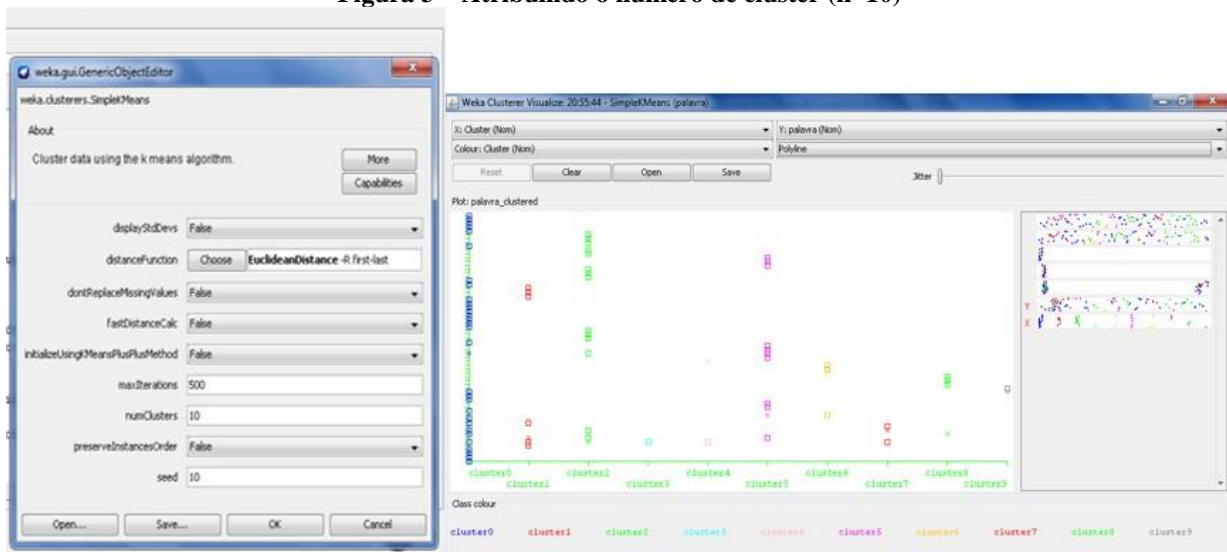 Figura 5 – Atribuindo o número de cluster (nº 10)
weka.gui.GenericObjectEditor
weka.clusterers.SimpleKMeans
About
Cluster data using the k means algorithm.
More
Capabilities
displayStdDevs False
distanceFunction Choose EuclideanDistance -R first-last
dontReplaceMissingValues False
fastDistanceCalc False
initializeUsingKMeansPlusPlusMethod False
maxIterations 500
numClusters 10
preserveInstancesOrder False
seed 10
Open... Save... OK Cancel
Weka Clusterer Visualize: 20:55:44 - SimpleKMeans (palavra)
X: Cluster (Nom) Y: palavra (Nom)
Colour: Cluster (Nom) Polyline
Reset Clear Open Save Jitter
Plot: palavra_clustered
Y
X
cluster0 cluster2 cluster4 cluster6 cluster8
cluster1 cluster3 cluster5 cluster7 cluster9
Class colour
cluster0 cluster1 cluster2 cluster3 cluster4 cluster5 cluster6 cluster7 cluster8 cluster9